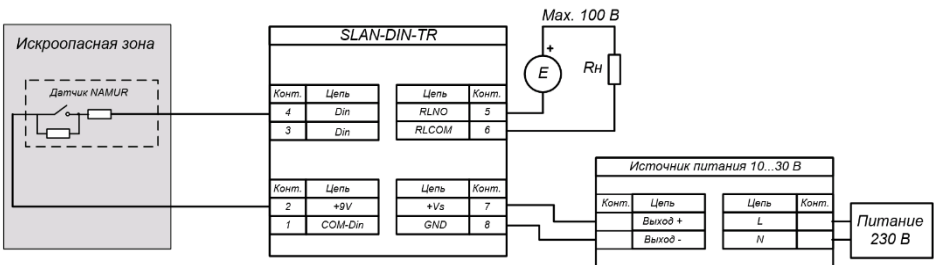 Max. 100 В
Искроопасная зона
SLAN-DIN-TR
+
E
Rн
Датчик NAMUR
Конт. Цепь Цепь Конт.
4 Din RLNO 5
3 Din RLCOM 6
Источник питания 10...30 В
Конт. Цепь Цепь Конт.
2 +9V +Vs 7
1 COM-Din GND 8
Конт. Цепь Цепь Конт.
Выход + L
Выход - N
Питание
230 В